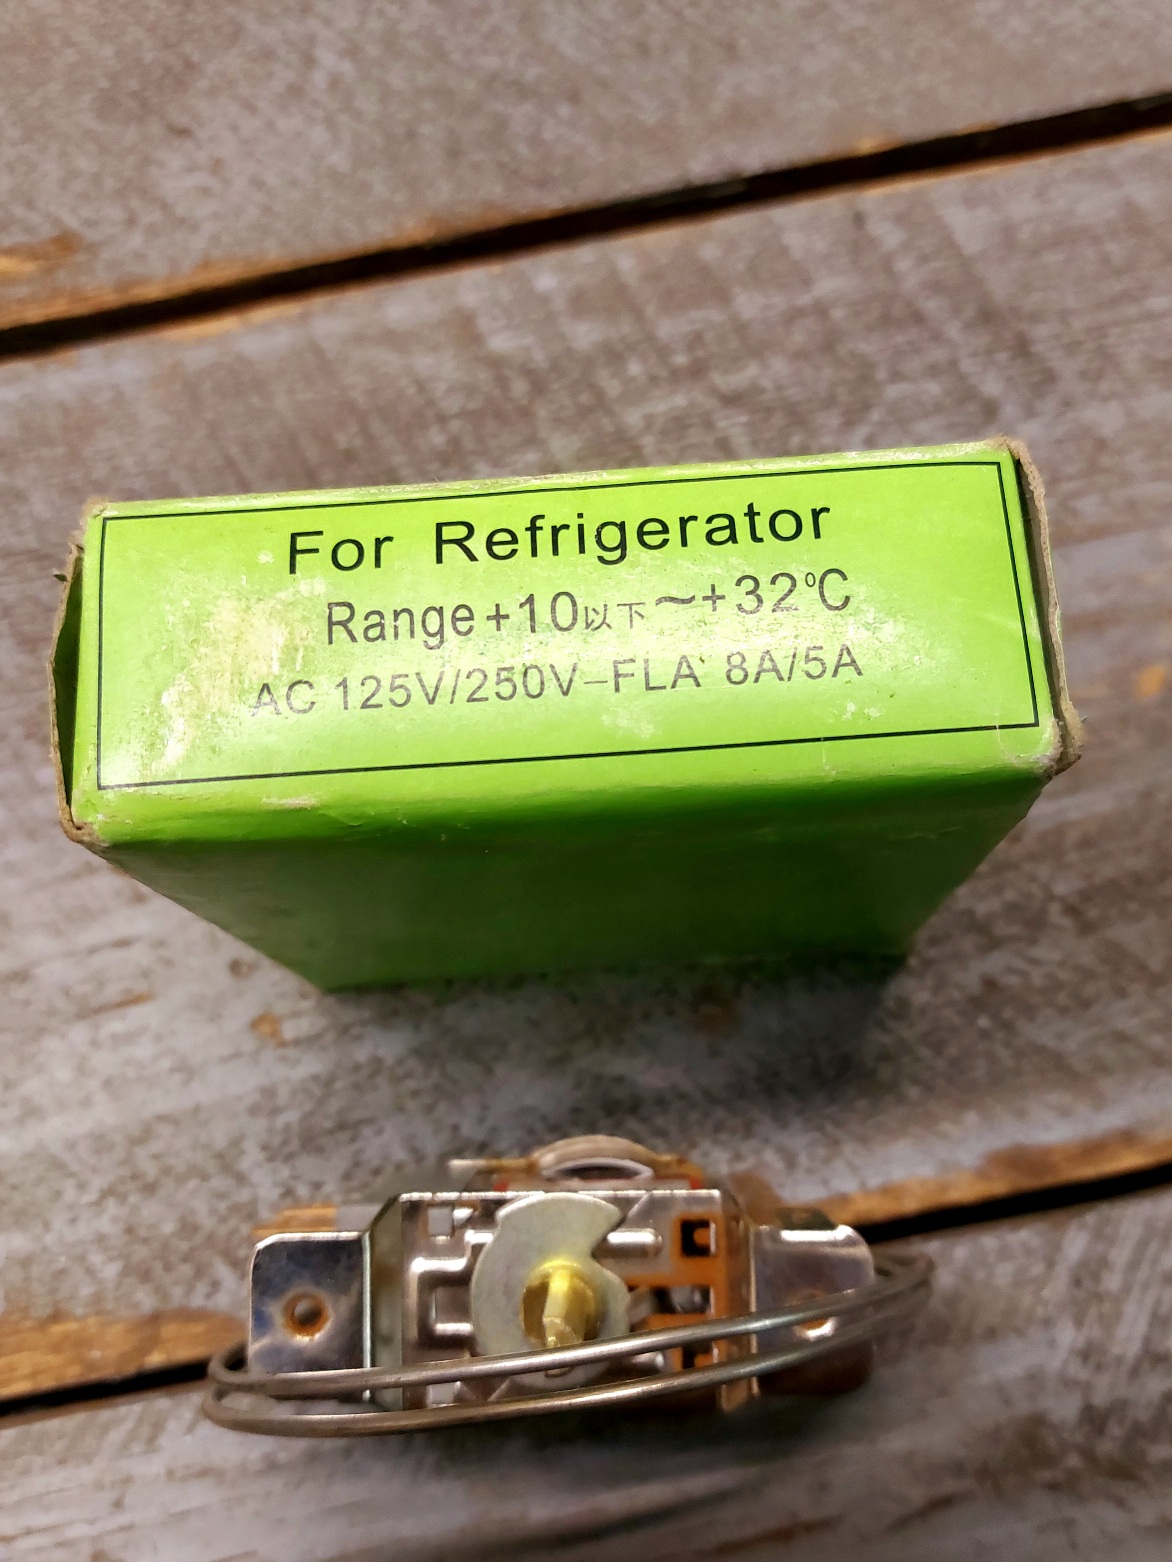 For Refrigerator
Range+10以下~+32℃
AC 125V/250V-FLA 8A/5A